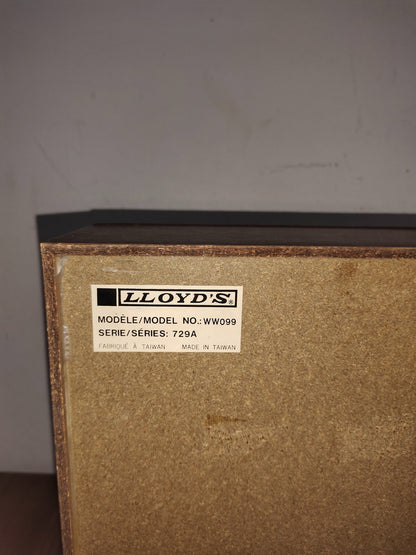 LLOYD'S®
MODÈLE/MODEL NO.: WW099
SERIE/SÉRIES: 729A
FABRIQUÉ À TAIWAN MADE IN TAIWAN